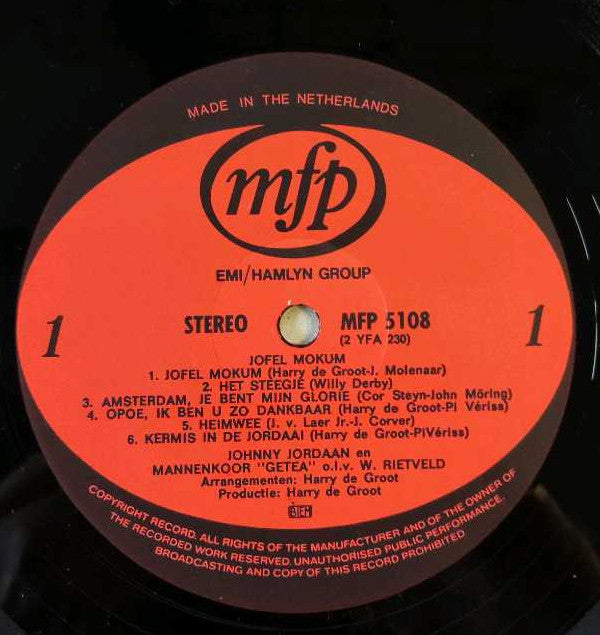 MADE IN THE NETHERLANDS
mfp
EMI/HAMLYN GROUP
1
STEREO
MFP 5108
(2 YFA 230)
1
JOFEL MOKUM
1. JOFEL MOKUM (Harry de Groot-J. Molenaar)
2. HET STEEGJE (Willy Derby)
3. AMSTERDAM, JE BENT MIJN GLORIE (Cor Steyn-John Möring)
4. OPOE, IK BEN U ZO DANKBAAR (Harry de Groot-Pi Vèriss)
5. HEIMWEE (J. v. Laer Jr.-J. Corver)
6. KERMIS IN DE JORDAAI (Harry de Groot-PiVèriss)
JOHNNY JORDAAN en
MANNENKOOR "GETEA" o.l.v. W. RIETVELD
Arrangementen: Harry de Groot
Productie: Harry de Groot
COPYRIGHT RECORD. ALL RIGHTS OF THE MANUFACTURER AND OF THE OWNER OF
THE RECORDED WORK RESERVED. UNAUTHORISED PUBLIC PERFORMANCE,
BROADCASTING AND COPY OF THIS RECORD PROHIBITED